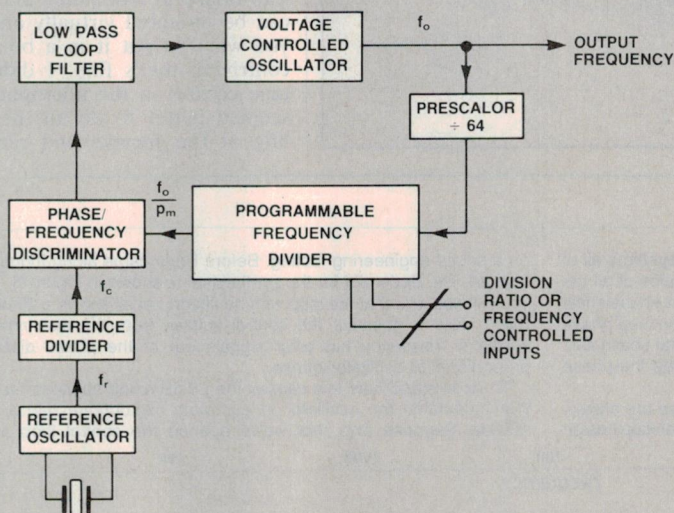 LOW PASS
LOOP
FILTER
VOLTAGE
CONTROLLED
OSCILLATOR
fo
OUTPUT
FREQUENCY
PRESCALOR
÷ 64
PROGRAMMABLE
FREQUENCY
DIVIDER
fo
pm
PHASE/
FREQUENCY
DISCRIMINATOR
fc
REFERENCE
DIVIDER
fr
REFERENCE
OSCILLATOR
DIVISION
RATIO OR
FREQUENCY
CONTROLLED
INPUTS